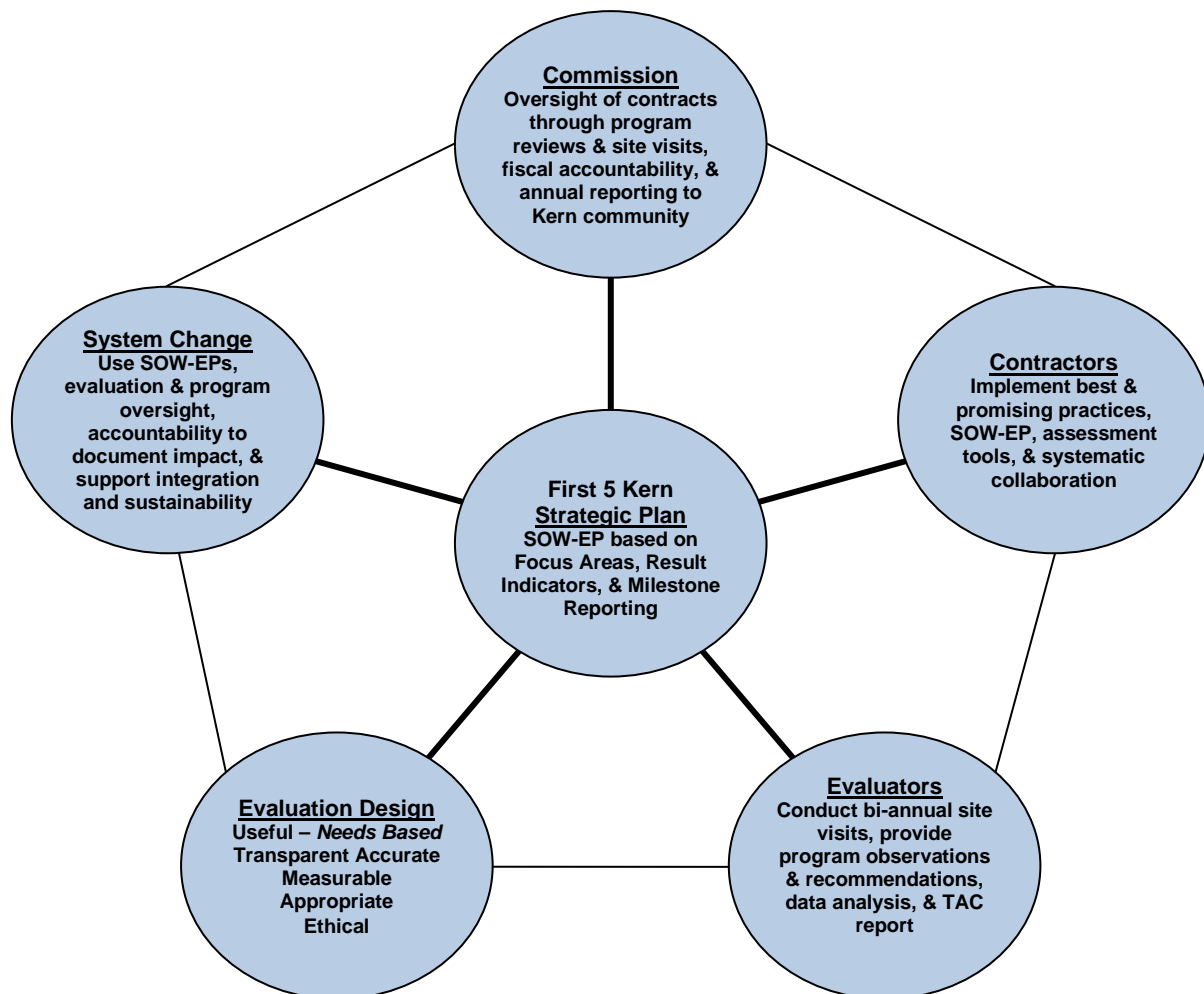 Commission
Oversight of contracts
through program
reviews & site visits,
fiscal accountability, &
annual reporting to
Kern community
System Change
Use SOW-EPs,
evaluation & program
oversight,
accountability to
document impact, &
support integration
and sustainability
Contractors
Implement best &
promising practices,
SOW-EP, assessment
tools, & systematic
collaboration
First 5 Kern
Strategic Plan
SOW-EP based on
Focus Areas, Result
Indicators, & Milestone
Reporting
Evaluation Design
Useful – Needs Based
Transparent Accurate
Measurable
Appropriate
Ethical
Evaluators
Conduct bi-annual site
visits, provide
program observations
& recommendations,
data analysis, & TAC
report